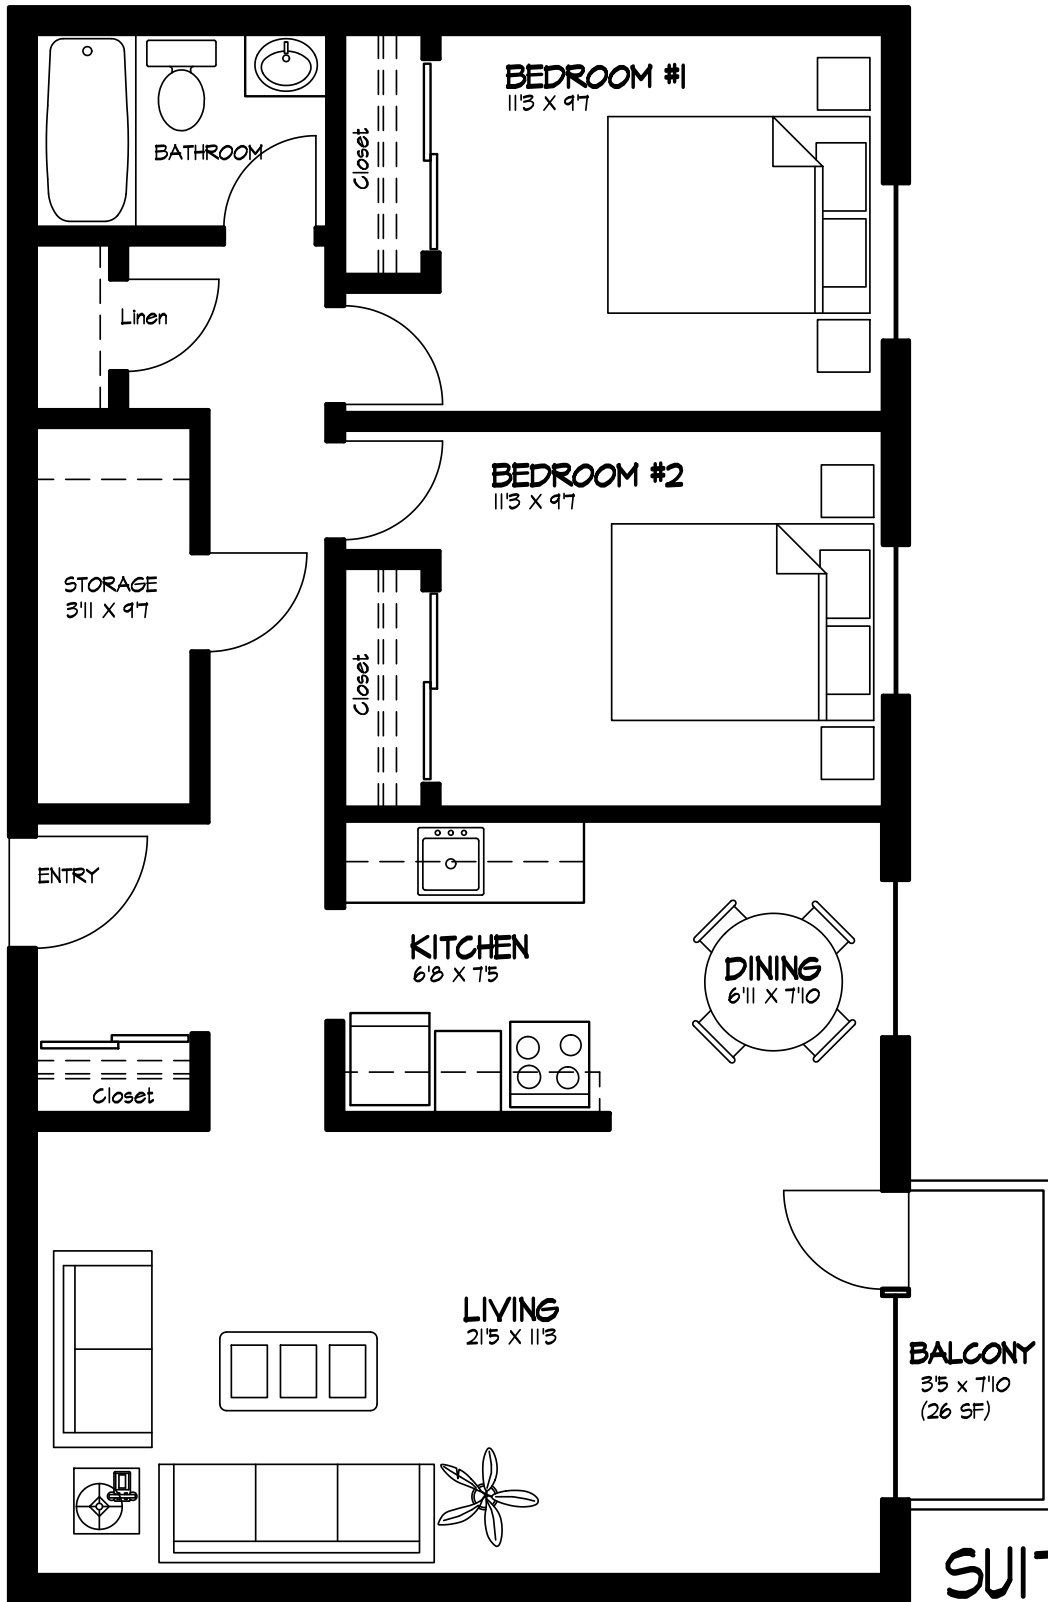 BEDROOM #1
11'3 X 9'7
BATHROOM
Closet
Linen
BEDROOM #2
11'3 X 9'7
STORAGE
3'11 X 9'7
Closet
ENTRY
KITCHEN
6'8 X 7'5
DINING
6'11 X 7'10
Closet
LIVING
21'5 X 11'3
BALCONY
3'5 x 7'10
(26 SF)